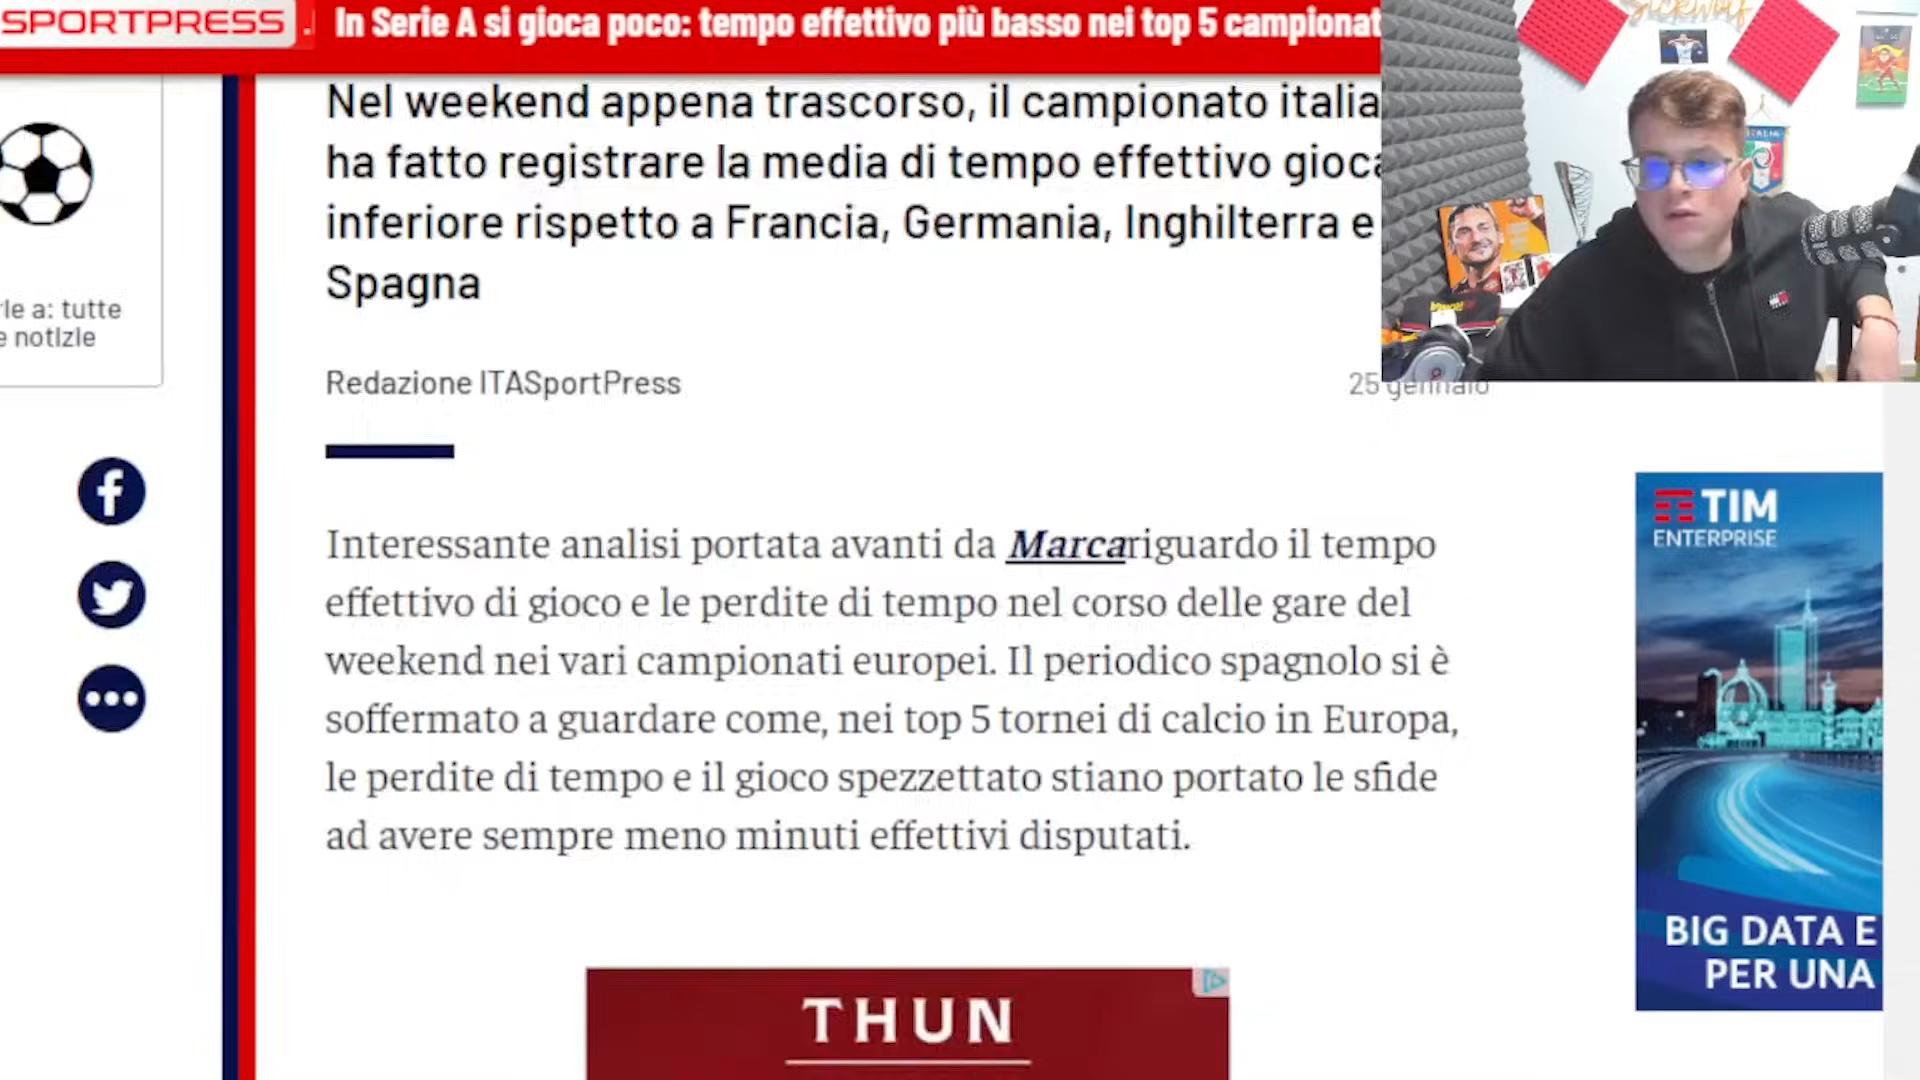 SPORTPRESS
In Serie A si gioca poco: tempo effettivo più basso nei top 5 campionat
Nel weekend appena trascorso, il campionato italia
ha fatto registrare la media di tempo effettivo gioca
inferiore rispetto a Francia, Germania, Inghilterra e
Spagna
rie a: tutte
e notizie
Redazione ITASportPress
25 gennaio
Interessante analisi portata avanti da Marcariguardo il tempo
effettivo di gioco e le perdite di tempo nel corso delle gare del
weekend nei vari campionati europei. Il periodico spagnolo si è
soffermato a guardare come, nei top 5 tornei di calcio in Europa,
le perdite di tempo e il gioco spezzettato stiano portato le sfide
ad avere sempre meno minuti effettivi disputati.
TIM
ENTERPRISE
BIG DATA E
PER UNA
THUN
ITALIA